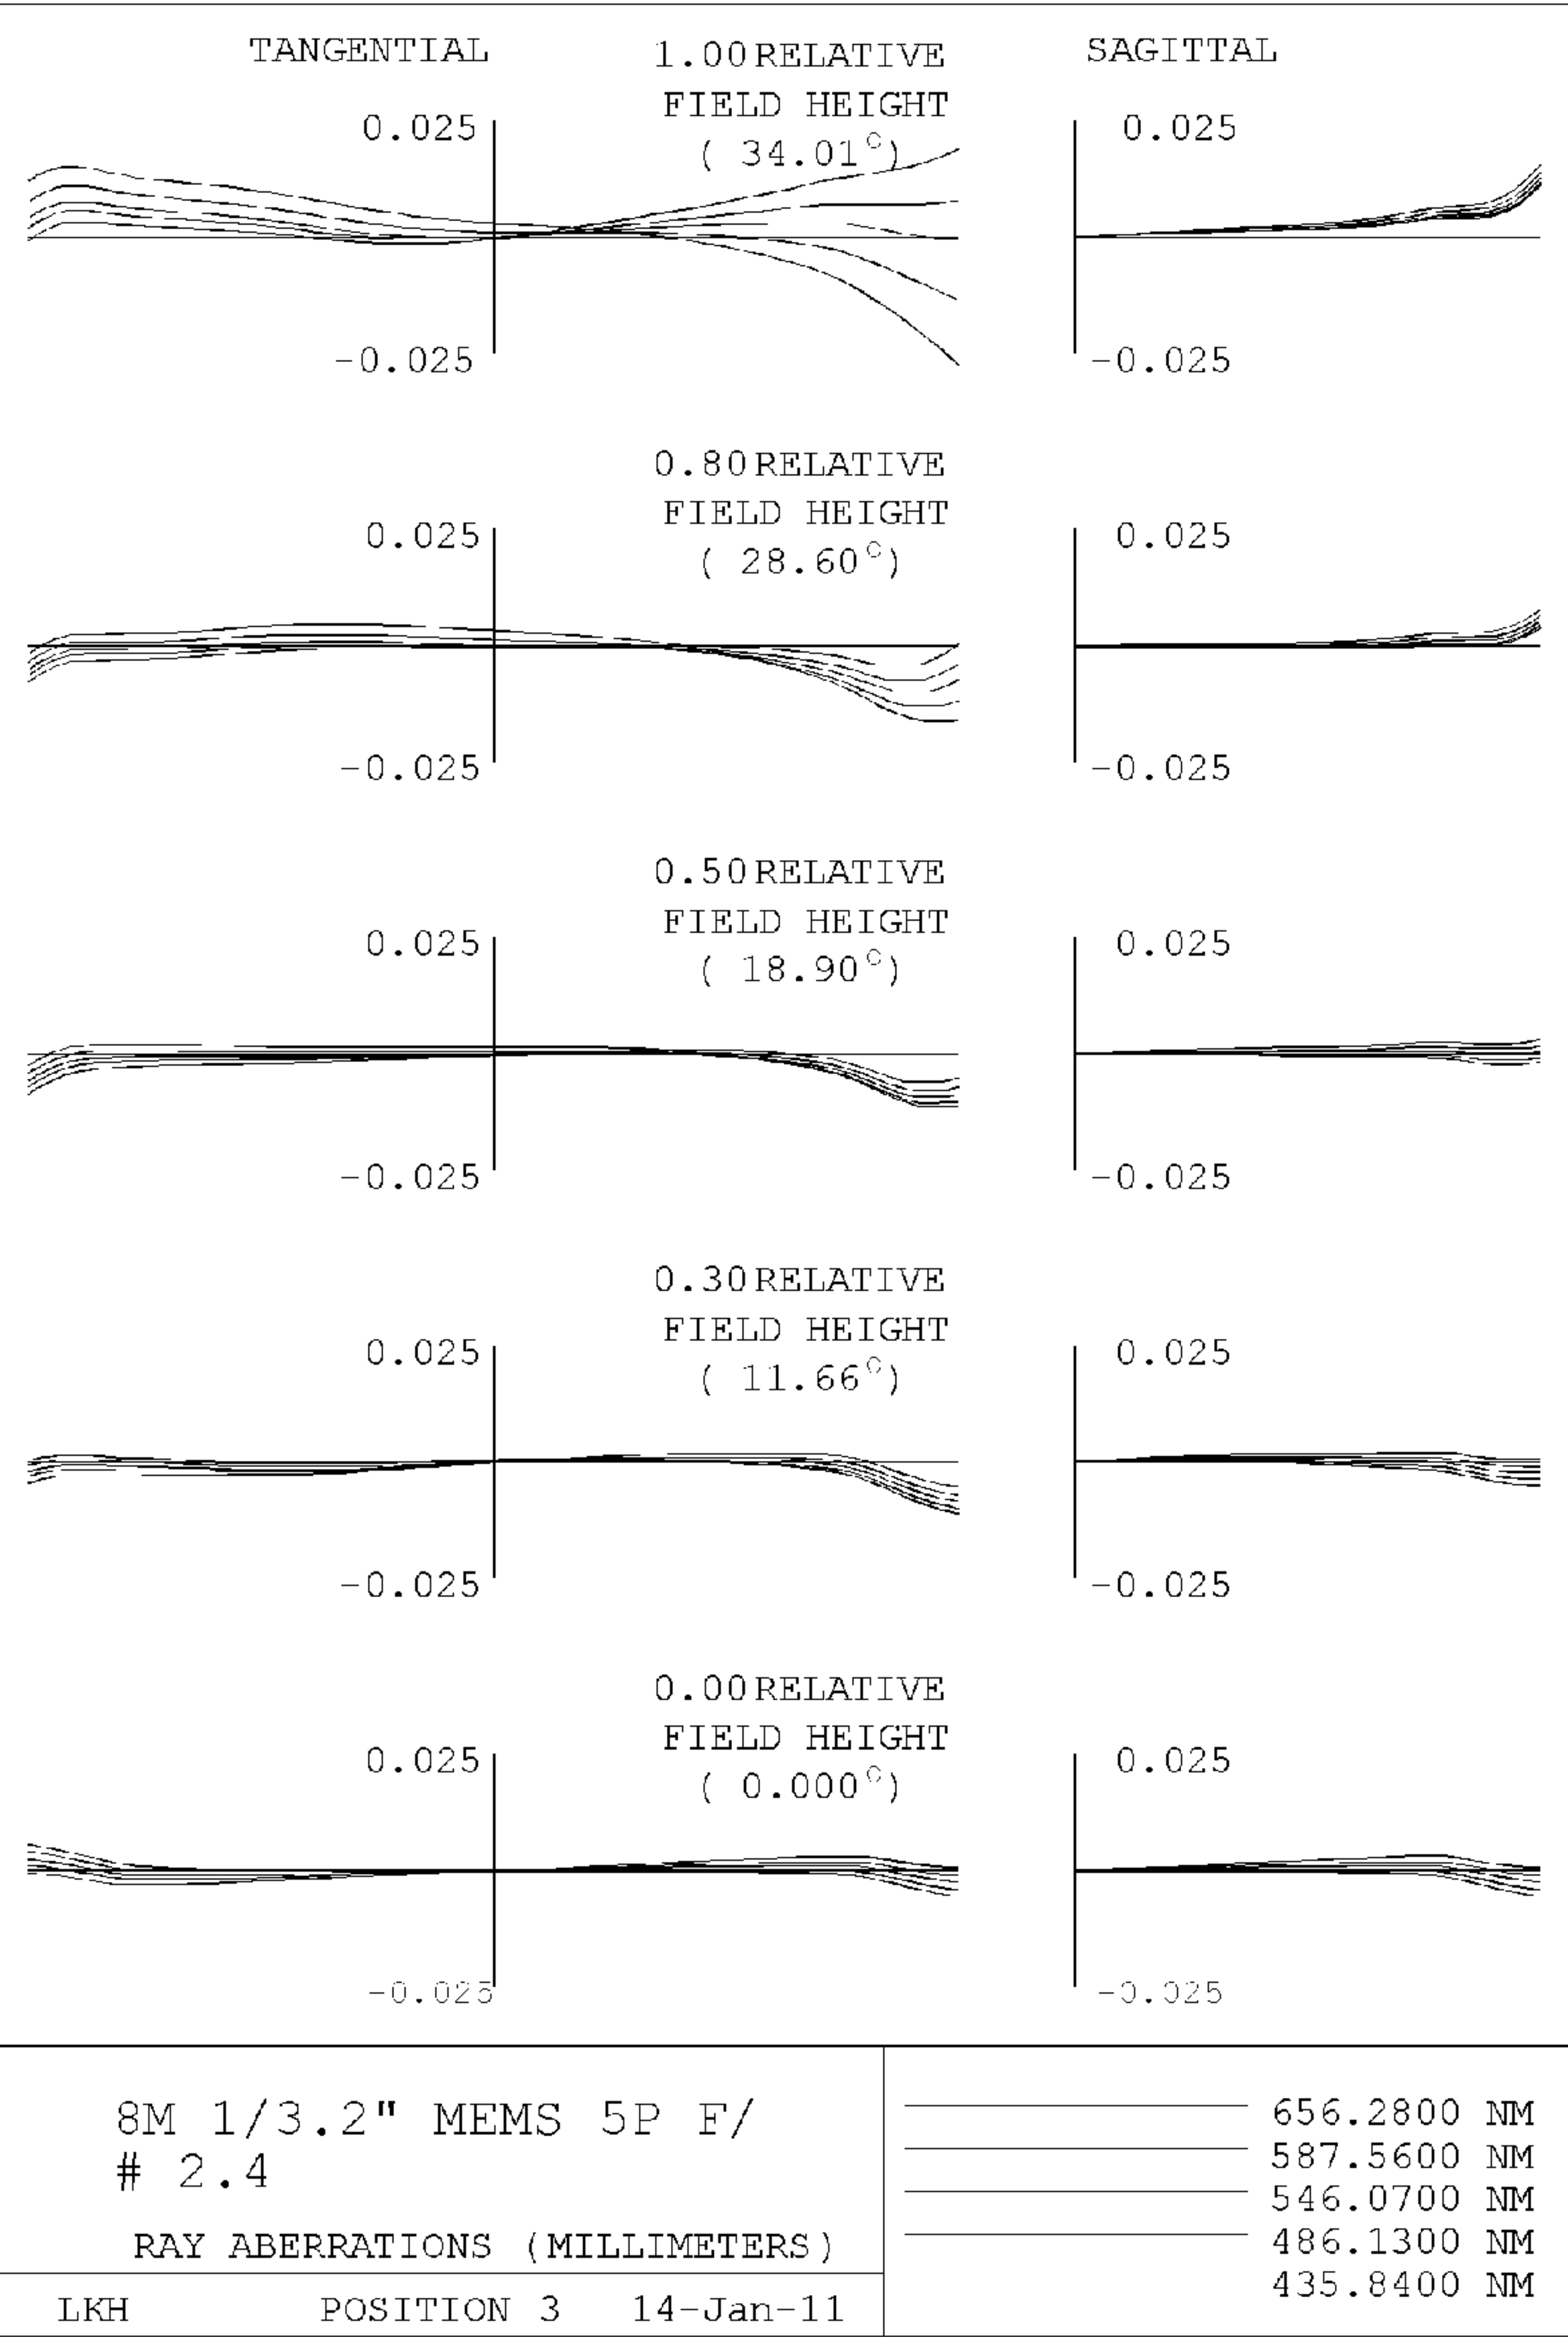 TANGENTIAL 1.00 RELATIVE SAGITTAL
FIELD HEIGHT
0.025 ( 34.01°) 0.025
-0.025 -0.025
0.80 RELATIVE
FIELD HEIGHT
0.025 ( 28.60°) 0.025
-0.025 -0.025
0.50 RELATIVE
FIELD HEIGHT
0.025 ( 18.90°) 0.025
-0.025 -0.025
0.30 RELATIVE
FIELD HEIGHT
0.025 ( 11.66°) 0.025
-0.025 -0.025
0.00 RELATIVE
FIELD HEIGHT
0.025 ( 0.000°) 0.025
-0.025 -0.025
8M 1/3.2" MEMS 5P F/
# 2.4
RAY ABERRATIONS (MILLIMETERS)
LKH POSITION 3 14-Jan-11
656.2800 NM
587.5600 NM
546.0700 NM
486.1300 NM
435.8400 NM